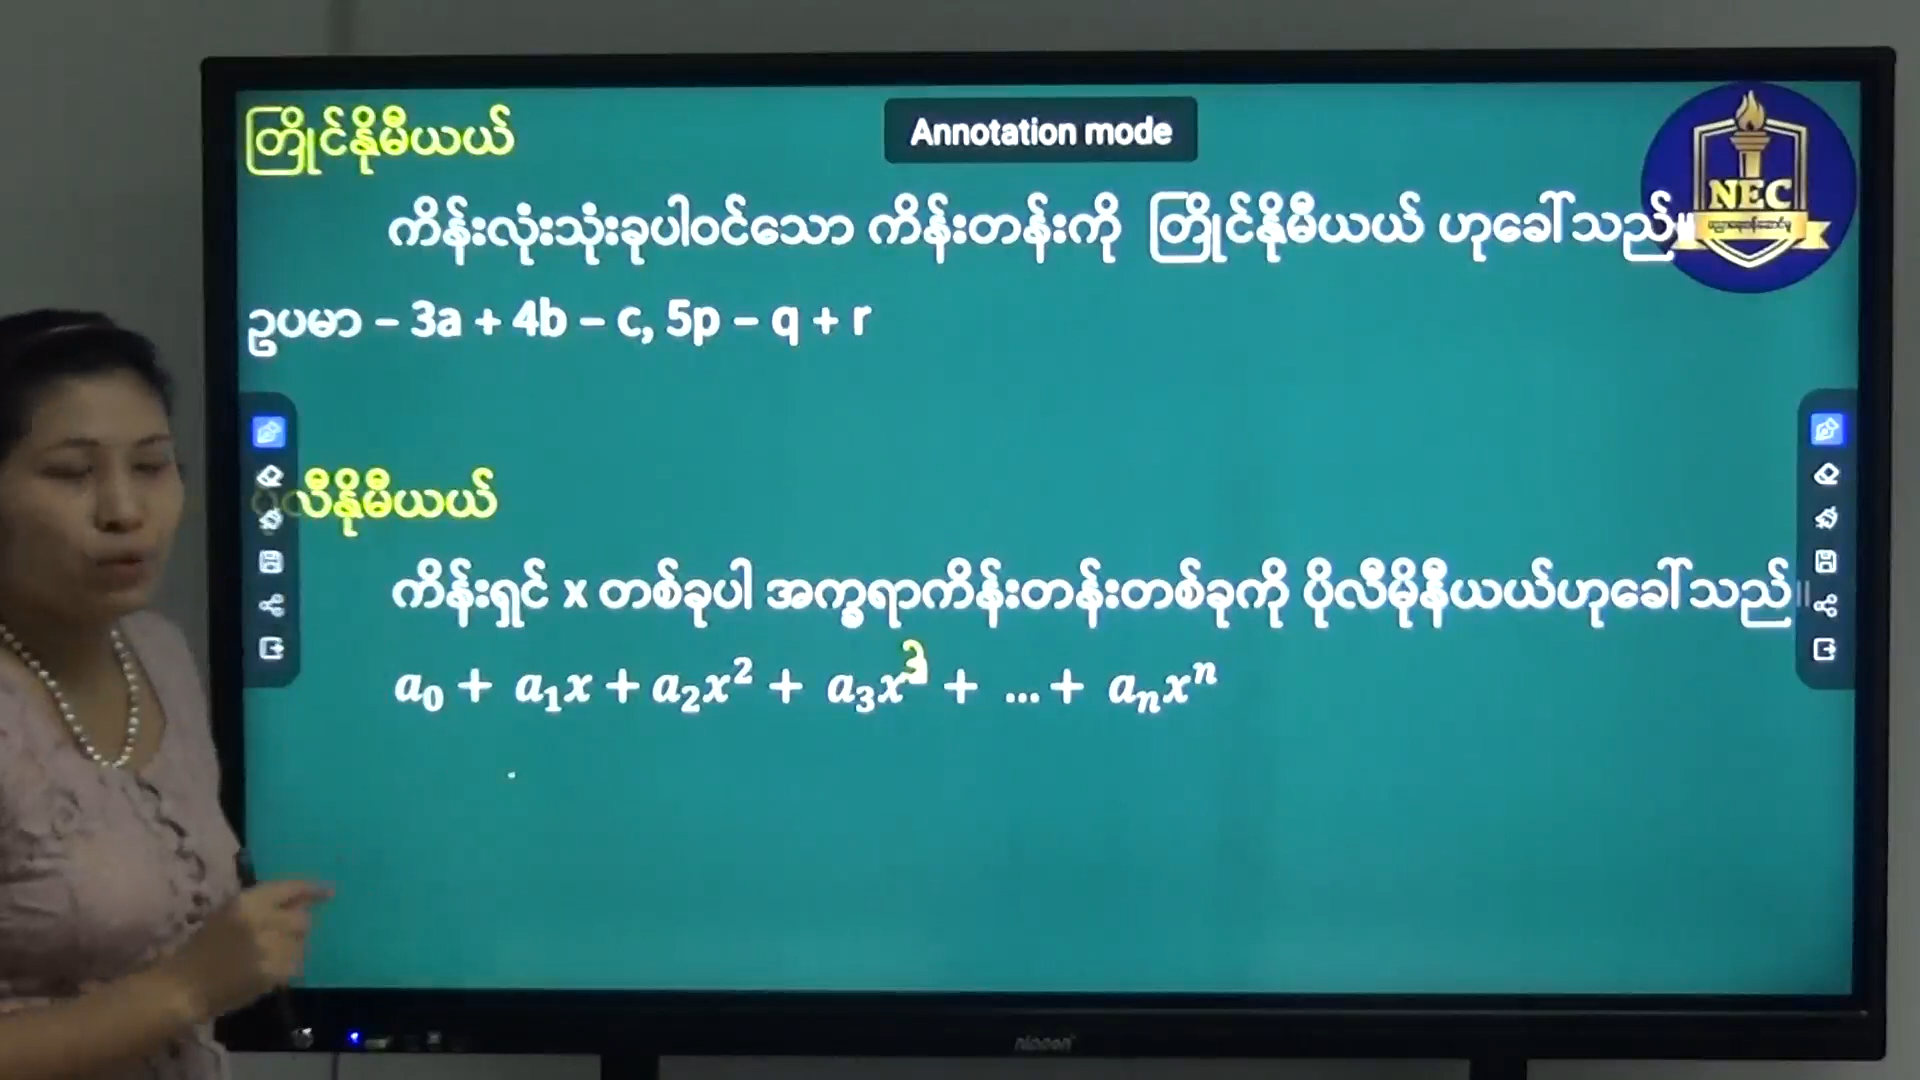 တြိုင်နိုမီယယ်
Annotation mode
NEC
ကိန်းလုံးသုံးခုပါဝင်သော ကိန်းတန်းကို တြိုင်နိုမီယယ် ဟုခေါ်သည်။
ဥပမာ – 3a + 4b – c, 5p – q + r
ပိုလီနိုမီယယ်
ကိန်းရှင် x တစ်ခုပါ အက္ခရာကိန်းတန်းတစ်ခုကို ပိုလီမိုနီယယ်ဟုခေါ်သည်။
a₀ + a₁x + a₂x² + a₃x³ + ... + aₙxⁿ